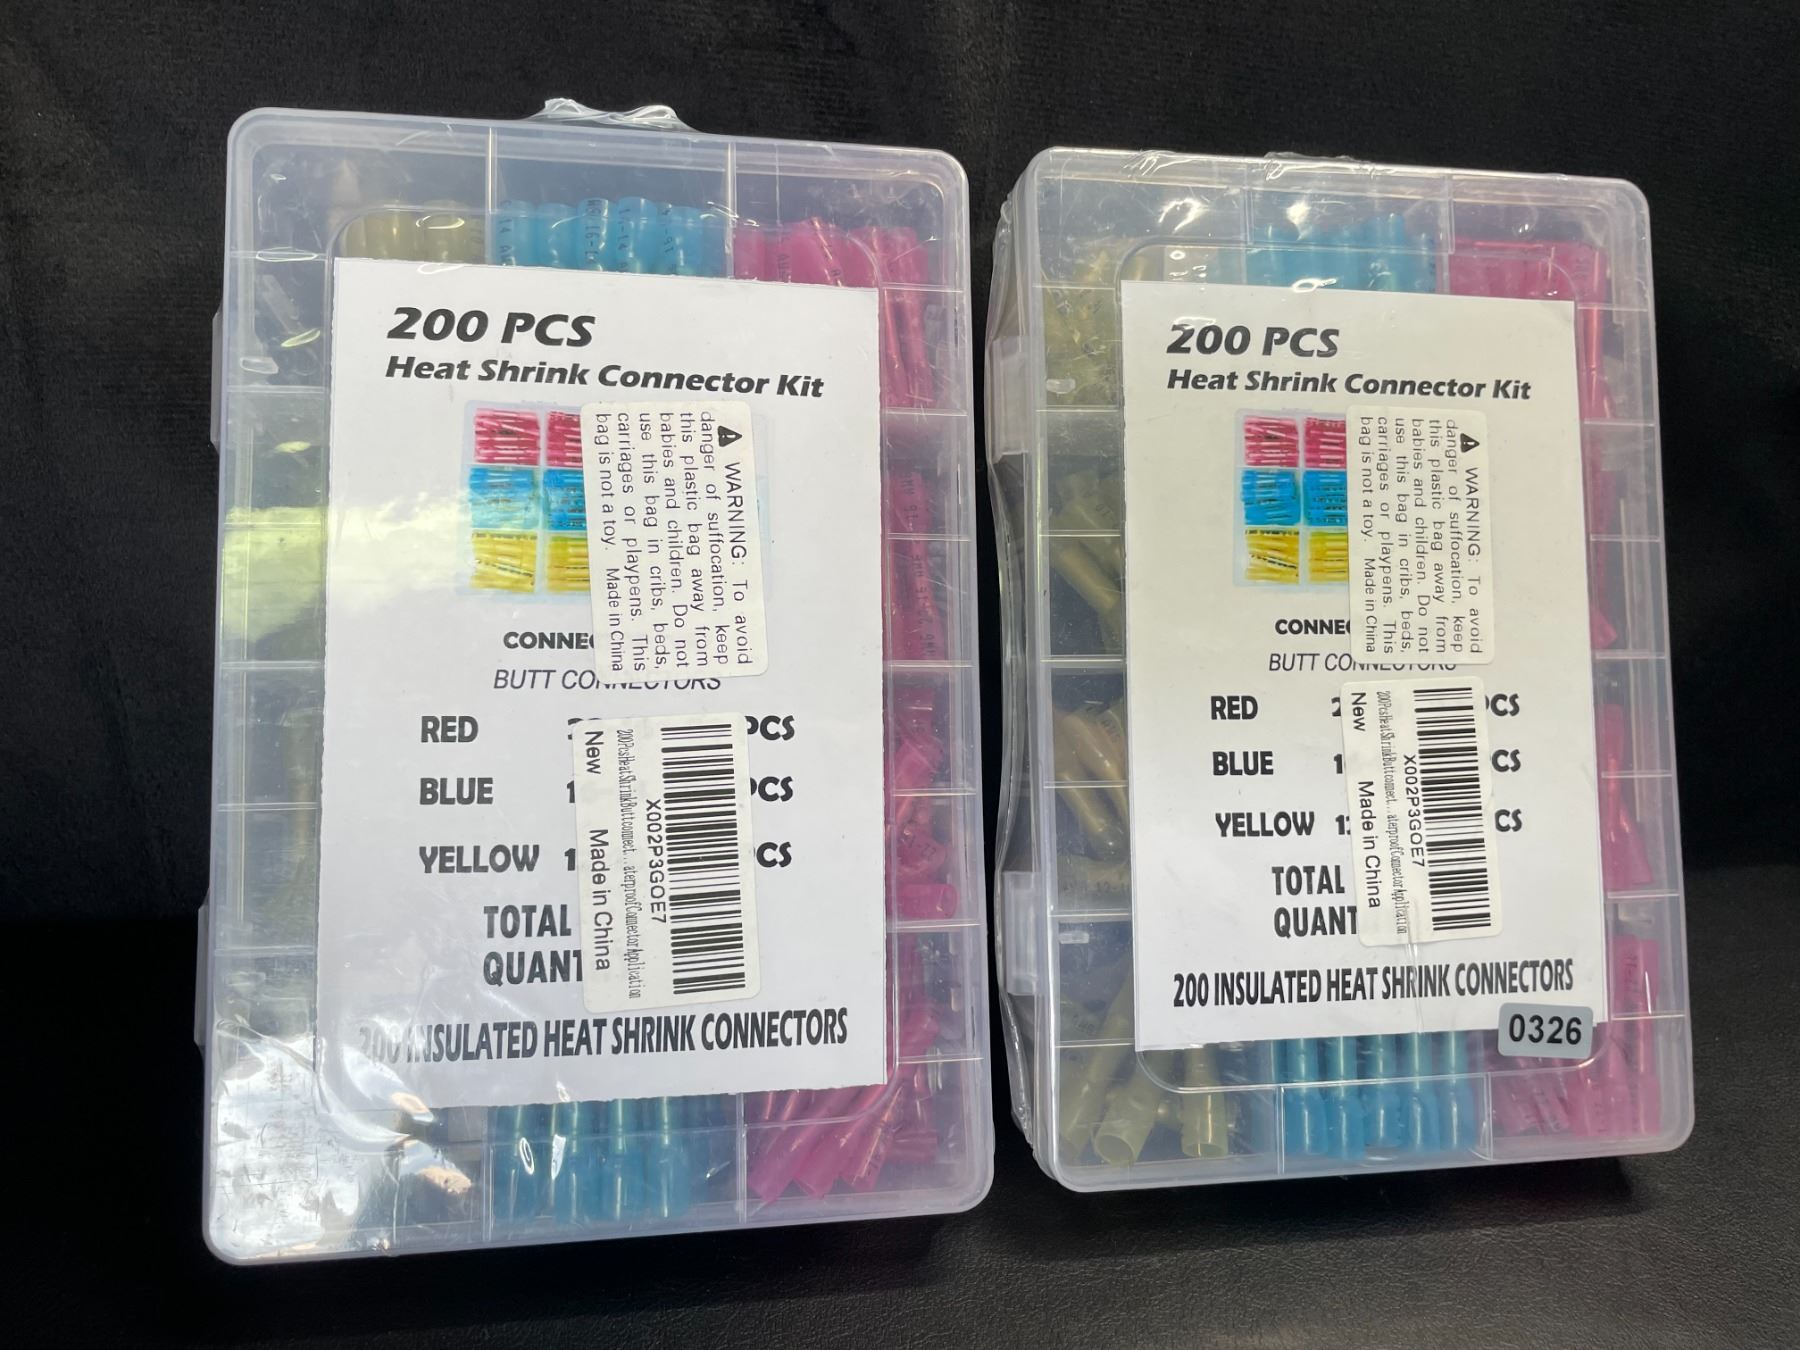 200 PCS
Heat Shrink Connector Kit
WARNING: To avoid
danger of suffocation, keep
this plastic bag away from
babies and children. Do not
use this bag in cribs, beds,
carriages or playpens. This
bag is not a toy. Made in China
CONNEC
BUTT CONNECTORS
RED PCS
BLUE PCS
YELLOW PCS
TOTAL
QUANT
X002P3GOE7
200PcsHeatShrinkButtconnect...aterproofConnectorApplication
New Made in China
200 INSULATED HEAT SHRINK CONNECTORS
200 PCS
Heat Shrink Connector Kit
WARNING: To avoid
danger of suffocation, keep
this plastic bag away from
babies and children. Do not
use this bag in cribs, beds,
carriages or playpens. This
bag is not a toy. Made in China
CONNEC
BUTT CONNECTORS
RED PCS
BLUE CS
YELLOW CS
TOTAL
QUANT
X002P3GOE7
200PcsHeatShrinkButtconnect...aterproofConnectorApplication
New Made in China
200 INSULATED HEAT SHRINK CONNECTORS
0326